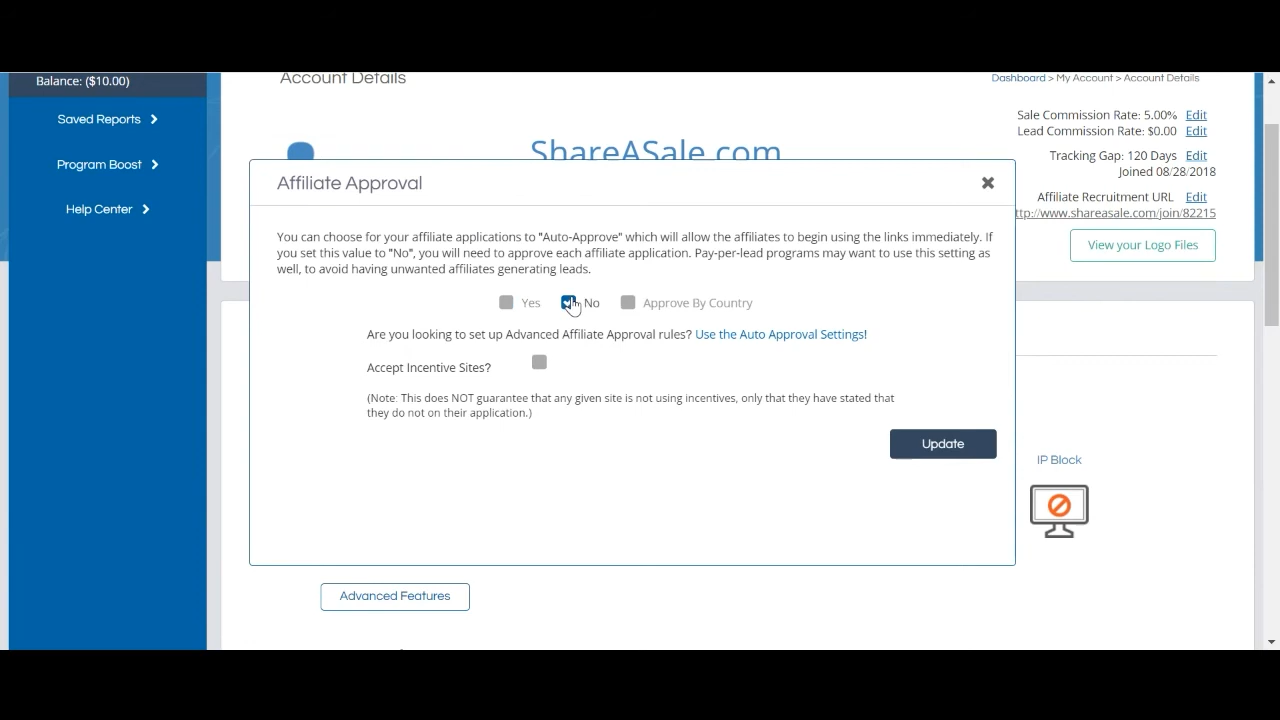 Balance: ($10.00)
Saved Reports
Program Boost
Help Center
Account Details
Dashboard > My Account > Account Details
ShareASale.com
Sale Commission Rate: 5.00% Edit
Lead Commission Rate: $0.00 Edit
Tracking Gap: 120 Days Edit
Joined 08/28/2018
Affiliate Recruitment URL Edit
ttp://www.shareasale.com/join/82215
View your Logo Files
Affiliate Approval
You can choose for your affiliate applications to "Auto-Approve" which will allow the affiliates to begin using the links immediately. If
you set this value to "No", you will need to approve each affiliate application. Pay-per-lead programs may want to use this setting as
well, to avoid having unwanted affiliates generating leads.
Yes No Approve By Country
Are you looking to set up Advanced Affiliate Approval rules? Use the Auto Approval Settings!
Accept Incentive Sites?
(Note: This does NOT guarantee that any given site is not using incentives, only that they have stated that
they do not on their application.)
Update
IP Block
Advanced Features